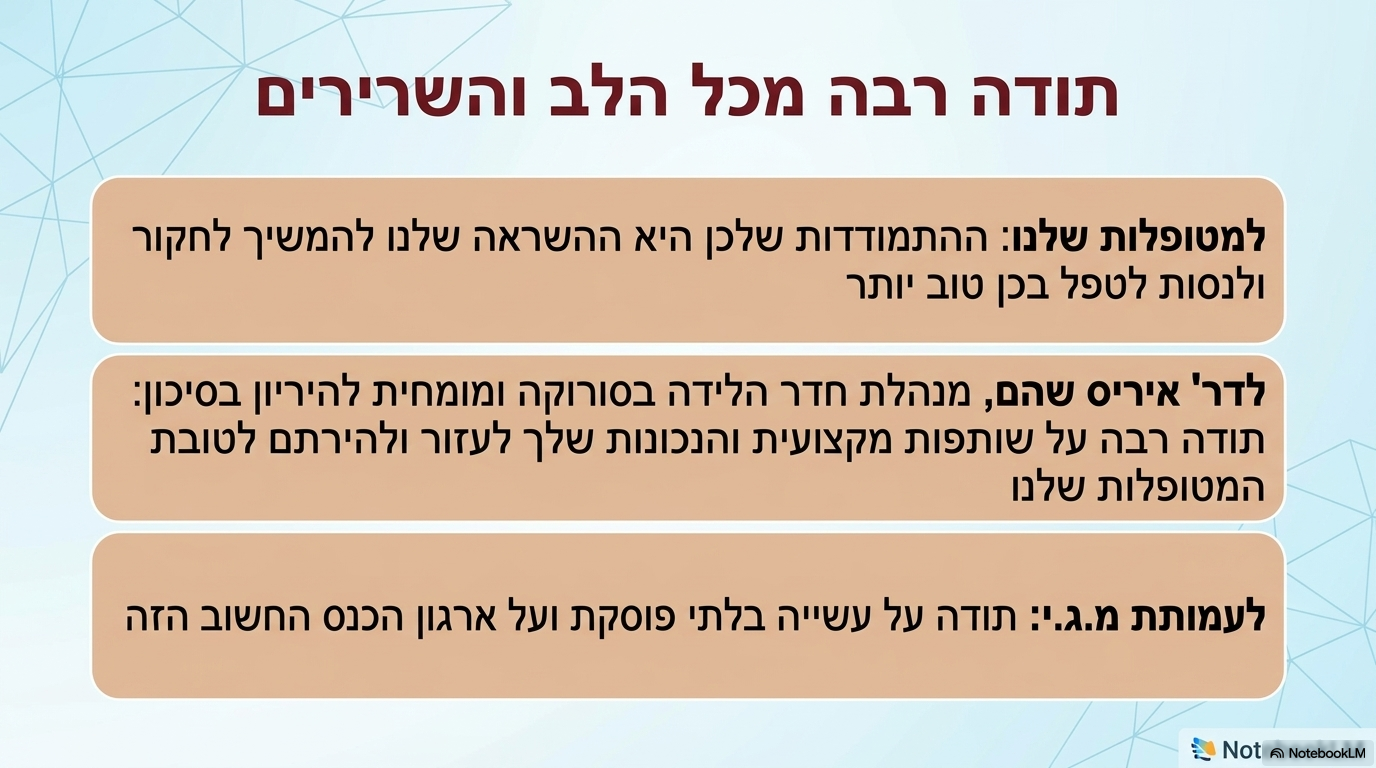 תודה רבה מכל הלב והשרירים
למטופלות שלנו: ההתמודדות שלכן היא ההשראה שלנו להמשיך לחקור
ולנסות לטפל בכן טוב יותר
לדר' איריס שהם, מנהלת חדר הלידה בסורוקה ומומחית להיריון בסיכון:
תודה רבה על שותפות מקצועית והנכונות שלך לעזור ולהירתם לטובת
המטופלות שלנו
לעמותת מ.ג.י: תודה על עשייה בלתי פוסקת ועל ארגון הכנס החשוב הזה
NotebookLM